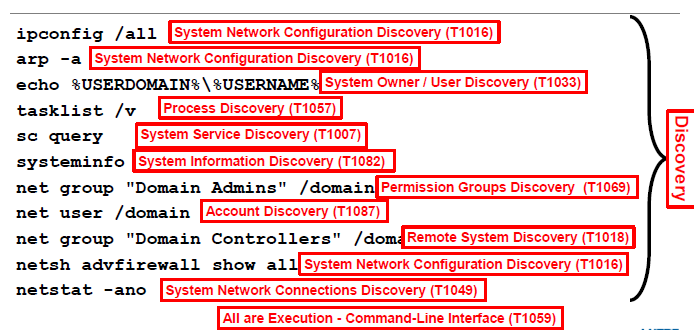 ipconfig /all System Network Configuration Discovery (T1016)
arp -a System Network Configuration Discovery (T1016)
echo %USERDOMAIN%\%USERNAME% System Owner / User Discovery (T1033)
tasklist /v Process Discovery (T1057)
sc query System Service Discovery (T1007)
systeminfo System Information Discovery (T1082)
net group "Domain Admins" /domain Permission Groups Discovery (T1069)
net user /domain Account Discovery (T1087)
net group "Domain Controllers" /doma Remote System Discovery (T1018)
netsh advfirewall show all System Network Configuration Discovery (T1016)
netstat -ano System Network Connections Discovery (T1049)
All are Execution - Command-Line Interface (T1059)
Discovery